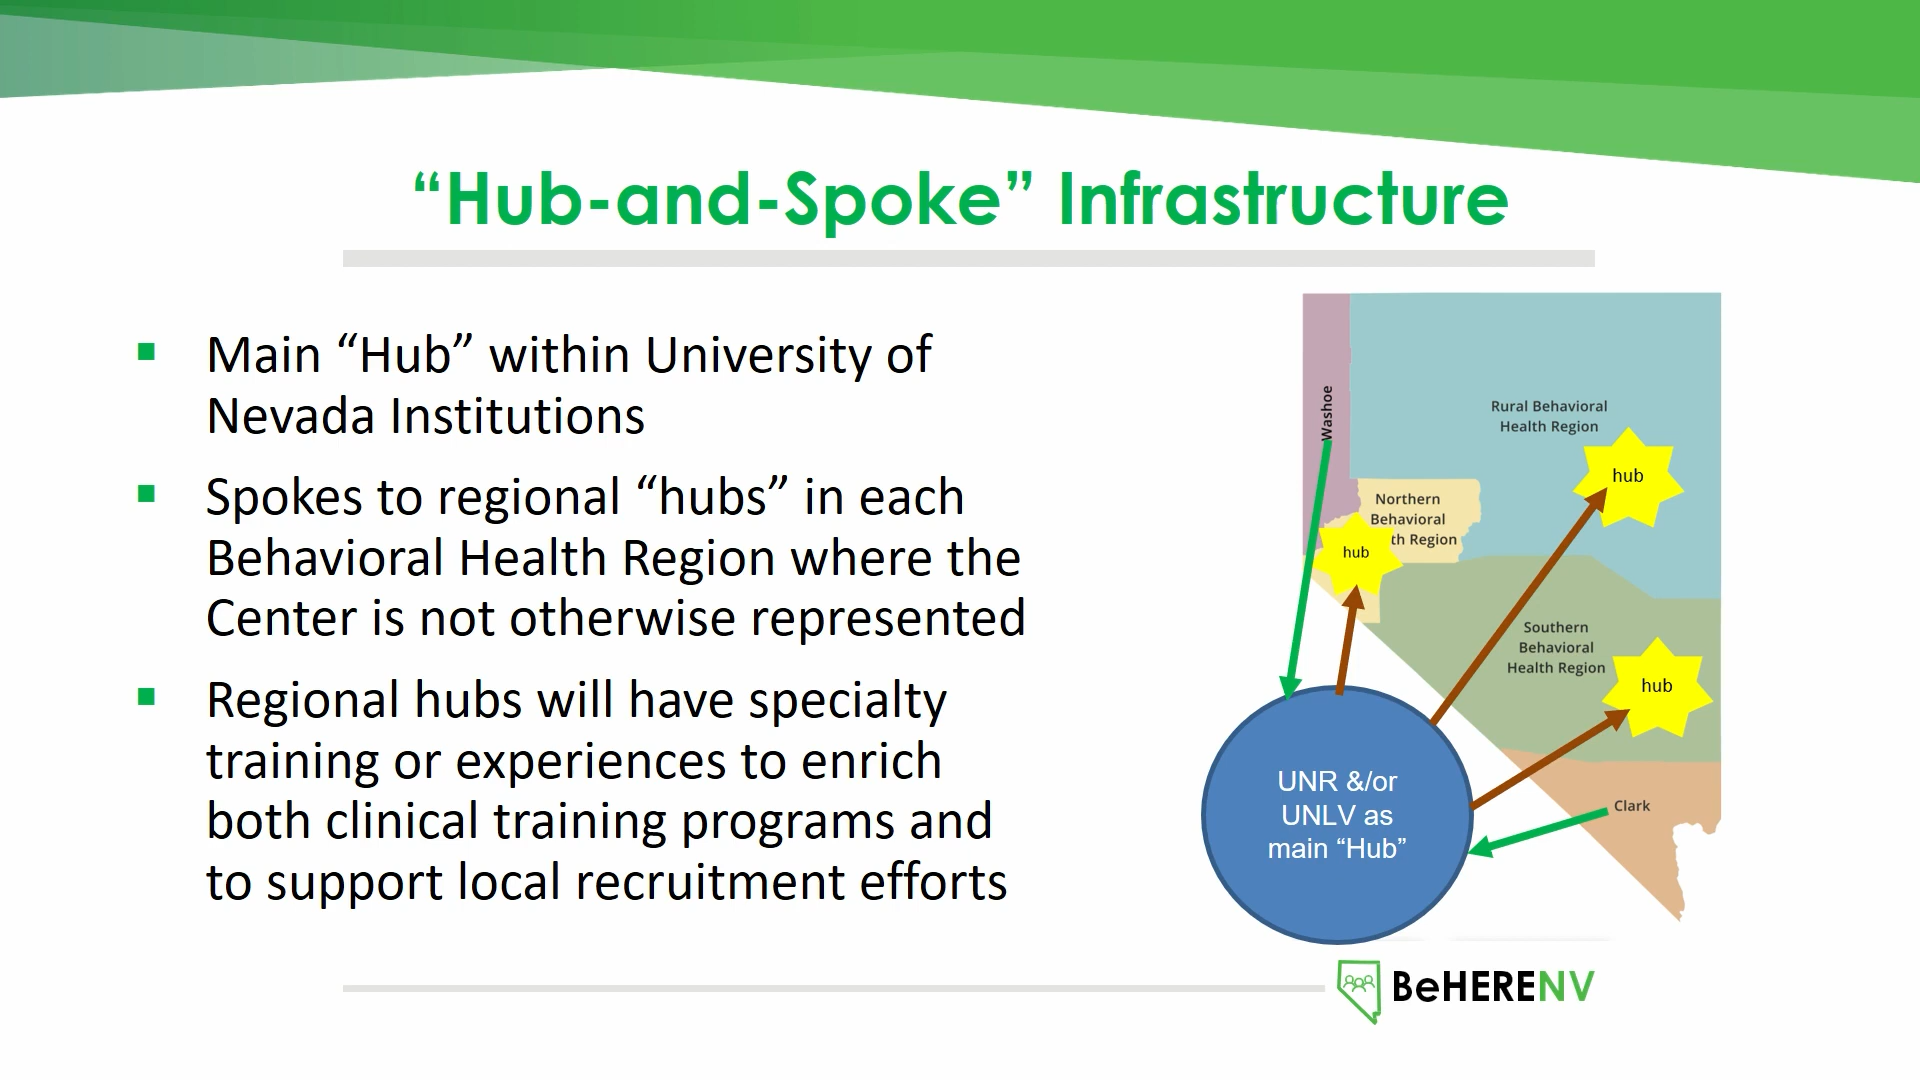 “Hub-and-Spoke” Infrastructure
Main “Hub” within University of
Nevada Institutions
Spokes to regional “hubs” in each
Behavioral Health Region where the
Center is not otherwise represented
Regional hubs will have specialty
training or experiences to enrich
both clinical training programs and
to support local recruitment efforts
Washoe
Rural Behavioral
Health Region
hub
Northern
Behavioral
th Region
hub
Southern
Behavioral
Health Region
hub
Clark
UNR &/or
UNLV as
main “Hub”
BeHERENV